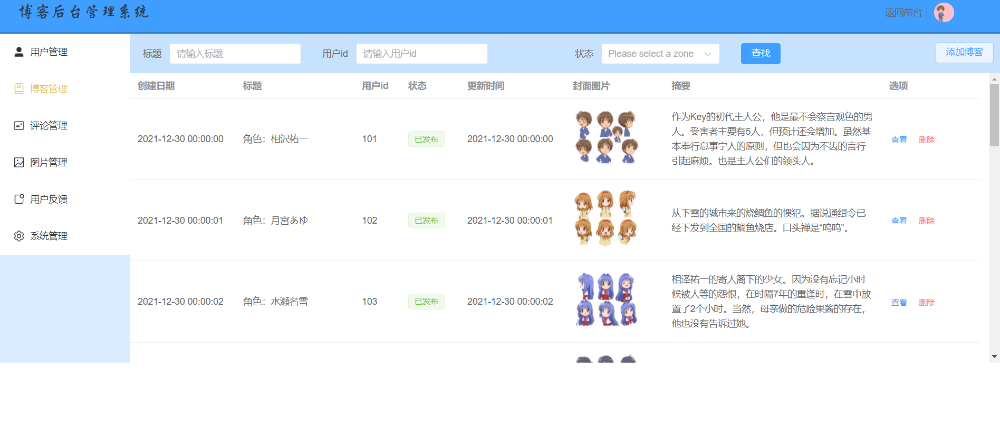 博客后台管理系统
返回前台
用户管理
博客管理
评论管理
图片管理
用户反馈
系统管理
标题 请输入标题 用户id 请输入用户id 状态 Please select a zone 查找 添加博客
创建日期 标题 用户id 状态 更新时间 封面图片 摘要 选项
2021-12-30 00:00:00 角色：相沢祐一 101 已发布 2021-12-30 00:00:00
作为Key的初代主人公，他是最不会察言观色的男
人。受害者主要有5人，但预计还会增加。虽然基
本奉行息事宁人的原则，但也会因为不齿的言行
引起麻烦。也是主人公们的领头人。
查看 删除
2021-12-30 00:00:01 角色：月宫あゆ 102 已发布 2021-12-30 00:00:01
从下雪的城市来的烧鲷鱼的惯犯。据说通缉令已
经下发到全国的鲷鱼烧店。口头禅是“呜呜”。
查看 删除
2021-12-30 00:00:02 角色：水瀬名雪 103 已发布 2021-12-30 00:00:02
相泽祐一的寄人篱下的少女。因为没有忘记小时
候被人等的怨恨，在时隔7年的重逢时，在雪中放
置了2个小时。当然，母亲做的危险果酱的存在，
他也没有告诉过她。
查看 删除